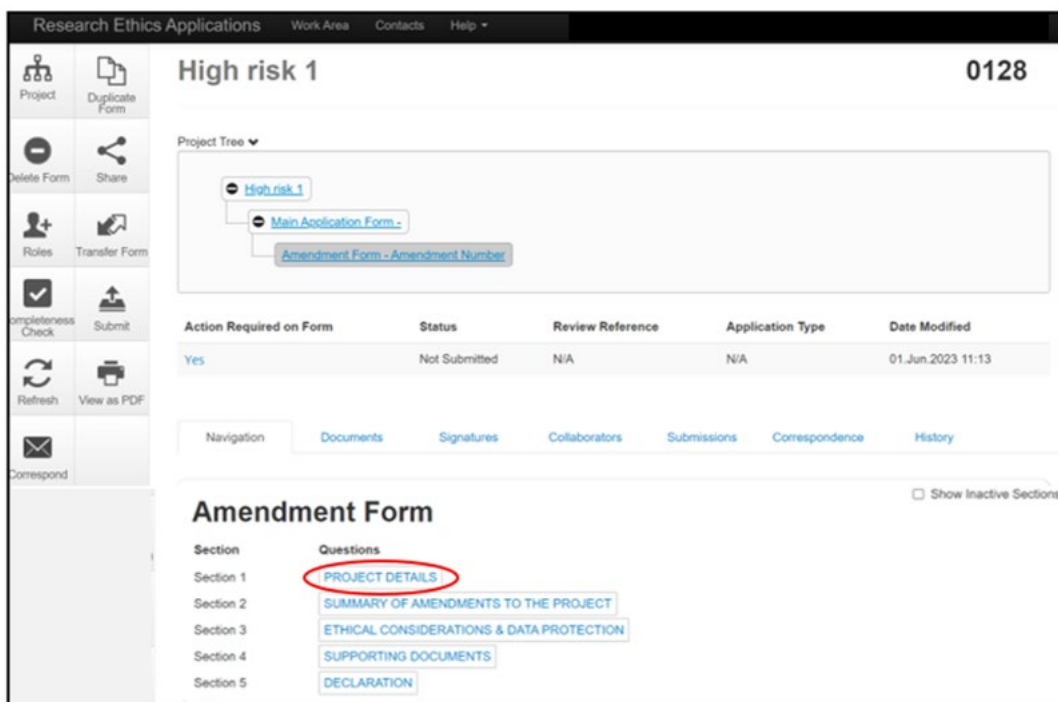 Research Ethics Applications Work Area Contacts Help
Project Duplicate Form
High risk 1 0128
Delete Form Share
Project Tree
High risk 1
Main Application Form -
Amendment Form - Amendment Number
Roles Transfer Form
ompleteness Check Submit
Action Required on Form Status Review Reference Application Type Date Modified
Yes Not Submitted N/A N/A 01.Jun.2023 11:13
Refresh View as PDF
Navigation Documents Signatures Collaborators Submissions Correspondence History
Correspond
Show Inactive Sections
Amendment Form
Section Questions
Section 1 PROJECT DETAILS
Section 2 SUMMARY OF AMENDMENTS TO THE PROJECT
Section 3 ETHICAL CONSIDERATIONS & DATA PROTECTION
Section 4 SUPPORTING DOCUMENTS
Section 5 DECLARATION